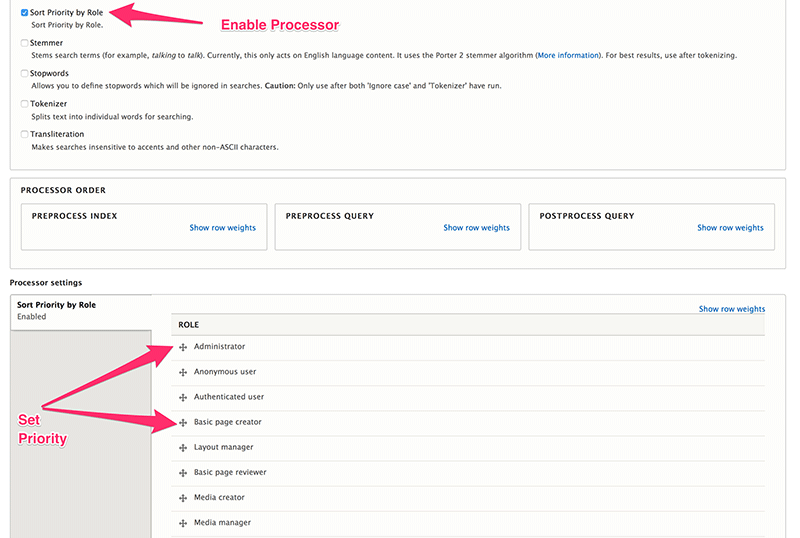 Sort Priority by Role
Sort Priority by Role.
Enable Processor
Stemmer
Stems search terms (for example, talking to talk). Currently, this only acts on English language content. It uses the Porter 2 stemmer algorithm (More information). For best results, use after tokenizing.
Stopwords
Allows you to define stopwords which will be ignored in searches. Caution: Only use after both 'Ignore case' and 'Tokenizer' have run.
Tokenizer
Splits text into individual words for searching.
Transliteration
Makes searches insensitive to accents and other non-ASCII characters.
PROCESSOR ORDER
PREPROCESS INDEX
Show row weights
PREPROCESS QUERY
Show row weights
POSTPROCESS QUERY
Show row weights
Processor settings
Sort Priority by Role
Enabled
Show row weights
ROLE
Administrator
Anonymous user
Authenticated user
Set
Priority
Basic page creator
Layout manager
Basic page reviewer
Media creator
Media manager